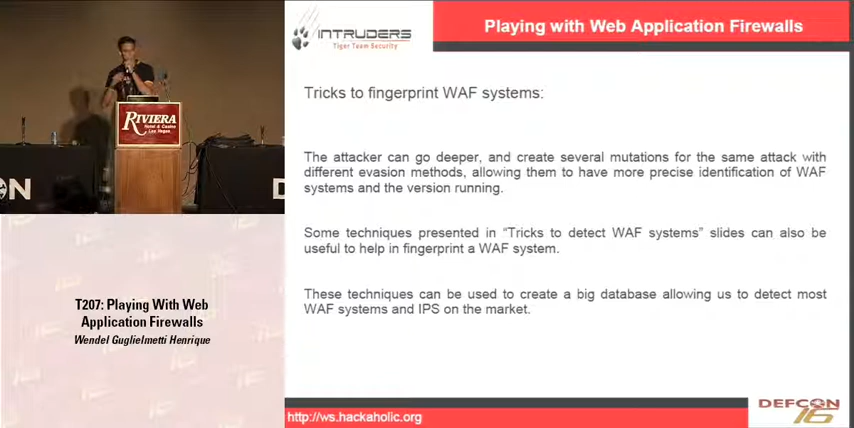 INTRUDERS
Tiger Team Security
Playing with Web Application Firewalls
Tricks to fingerprint WAF systems:
The attacker can go deeper, and create several mutations for the same attack with
different evasion methods, allowing them to have more precise identification of WAF
systems and the version running.
Some techniques presented in “Tricks to detect WAF systems” slides can also be
useful to help in fingerprint a WAF system.
These techniques can be used to create a big database allowing us to detect most
WAF systems and IPS on the market.
http://ws.hackaholic.org
DEFCON
16
RIVIERA
Hotel & Casino
Las Vegas
ON
D
T207: Playing With Web
Application Firewalls
Wendel Guglielmetti Henrique